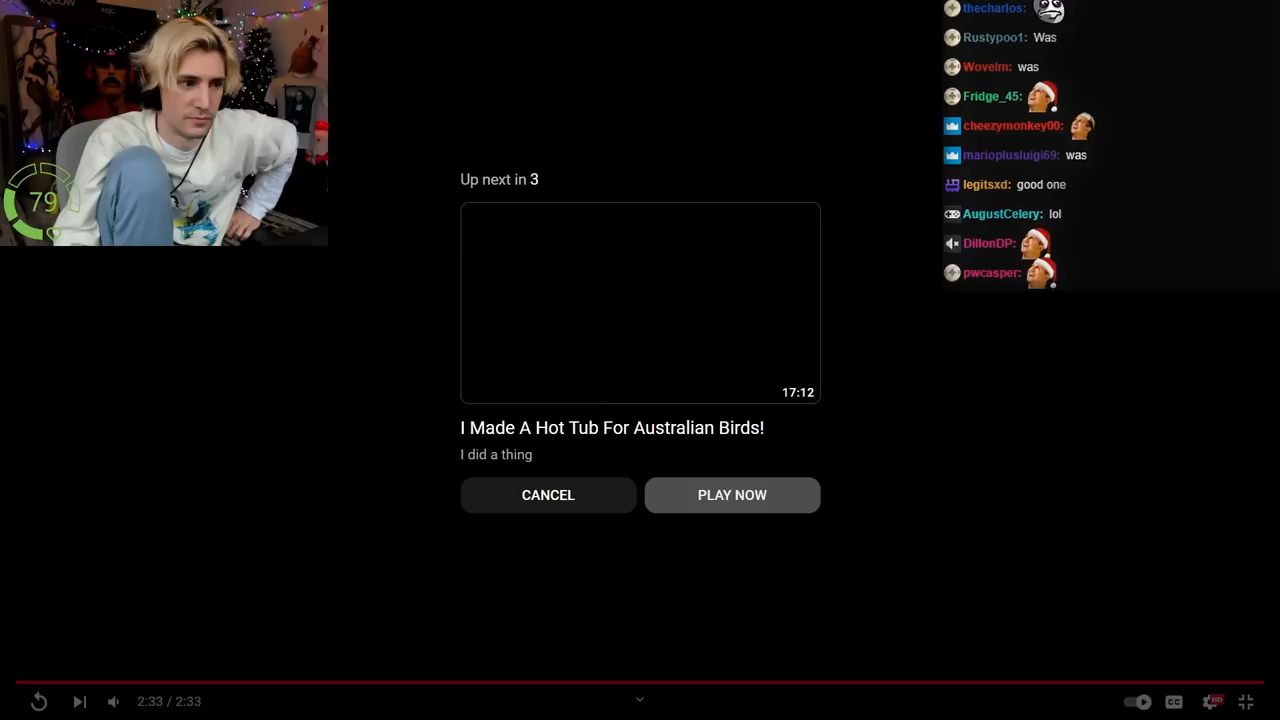 79
thecharlos:
Rustypoo1: Was
Wovelm: was
Fridge_45:
cheezymonkey00:
marioplusluigi69: was
legitsxd: good one
AugustCelery: lol
DillonDP:
pwcasper:
Up next in 3
17:12
I Made A Hot Tub For Australian Birds!
I did a thing
CANCEL
PLAY NOW
2:33 / 2:33
CC
HD